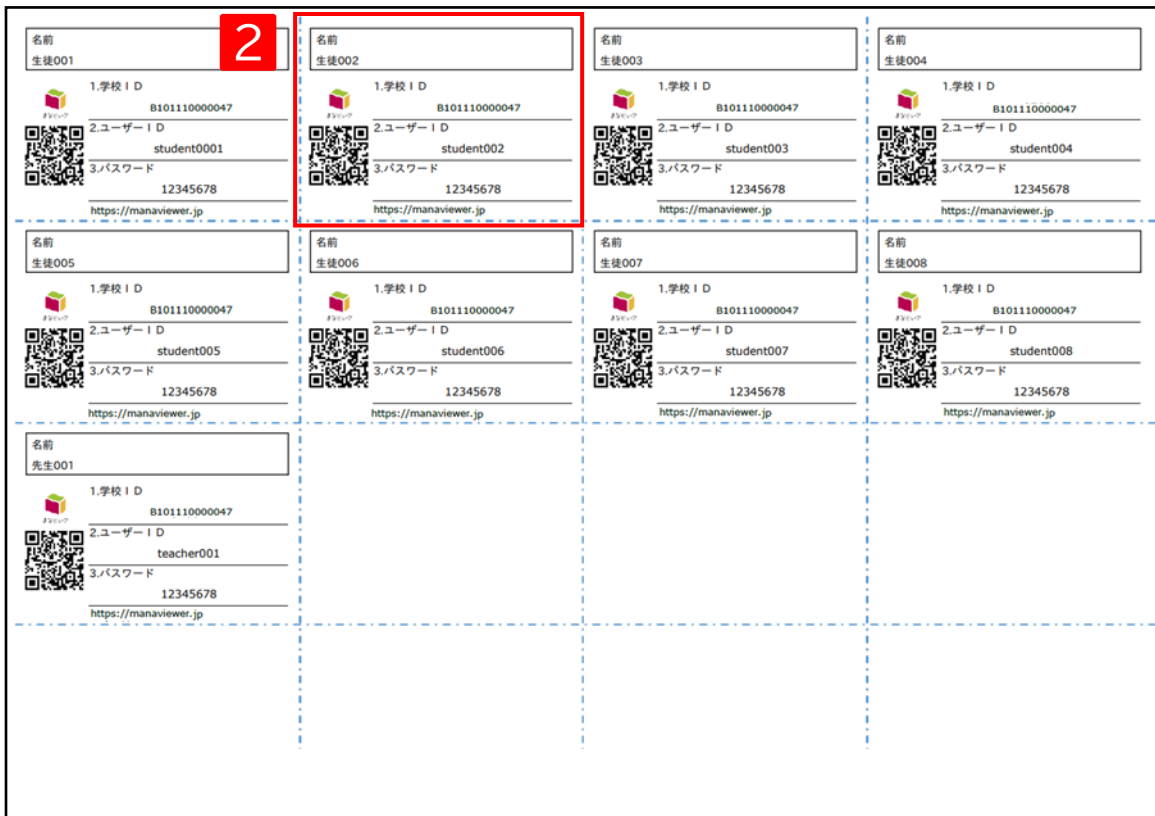 2
名前
生徒001
1.学校ID
B101110000047
2.ユーザーID
student0001
3.パスワード
12345678
https://manaviewer.jp
名前
生徒002
1.学校ID
B101110000047
2.ユーザーID
student002
3.パスワード
12345678
https://manaviewer.jp
名前
生徒003
1.学校ID
B101110000047
2.ユーザーID
student003
3.パスワード
12345678
https://manaviewer.jp
名前
生徒004
1.学校ID
B101110000047
2.ユーザーID
student004
3.パスワード
12345678
https://manaviewer.jp
名前
生徒005
1.学校ID
B101110000047
2.ユーザーID
student005
3.パスワード
12345678
https://manaviewer.jp
名前
生徒006
1.学校ID
B101110000047
2.ユーザーID
student006
3.パスワード
12345678
https://manaviewer.jp
名前
生徒007
1.学校ID
B101110000047
2.ユーザーID
student007
3.パスワード
12345678
https://manaviewer.jp
名前
生徒008
1.学校ID
B101110000047
2.ユーザーID
student008
3.パスワード
12345678
https://manaviewer.jp
名前
先生001
1.学校ID
B101110000047
2.ユーザーID
teacher001
3.パスワード
12345678
https://manaviewer.jp